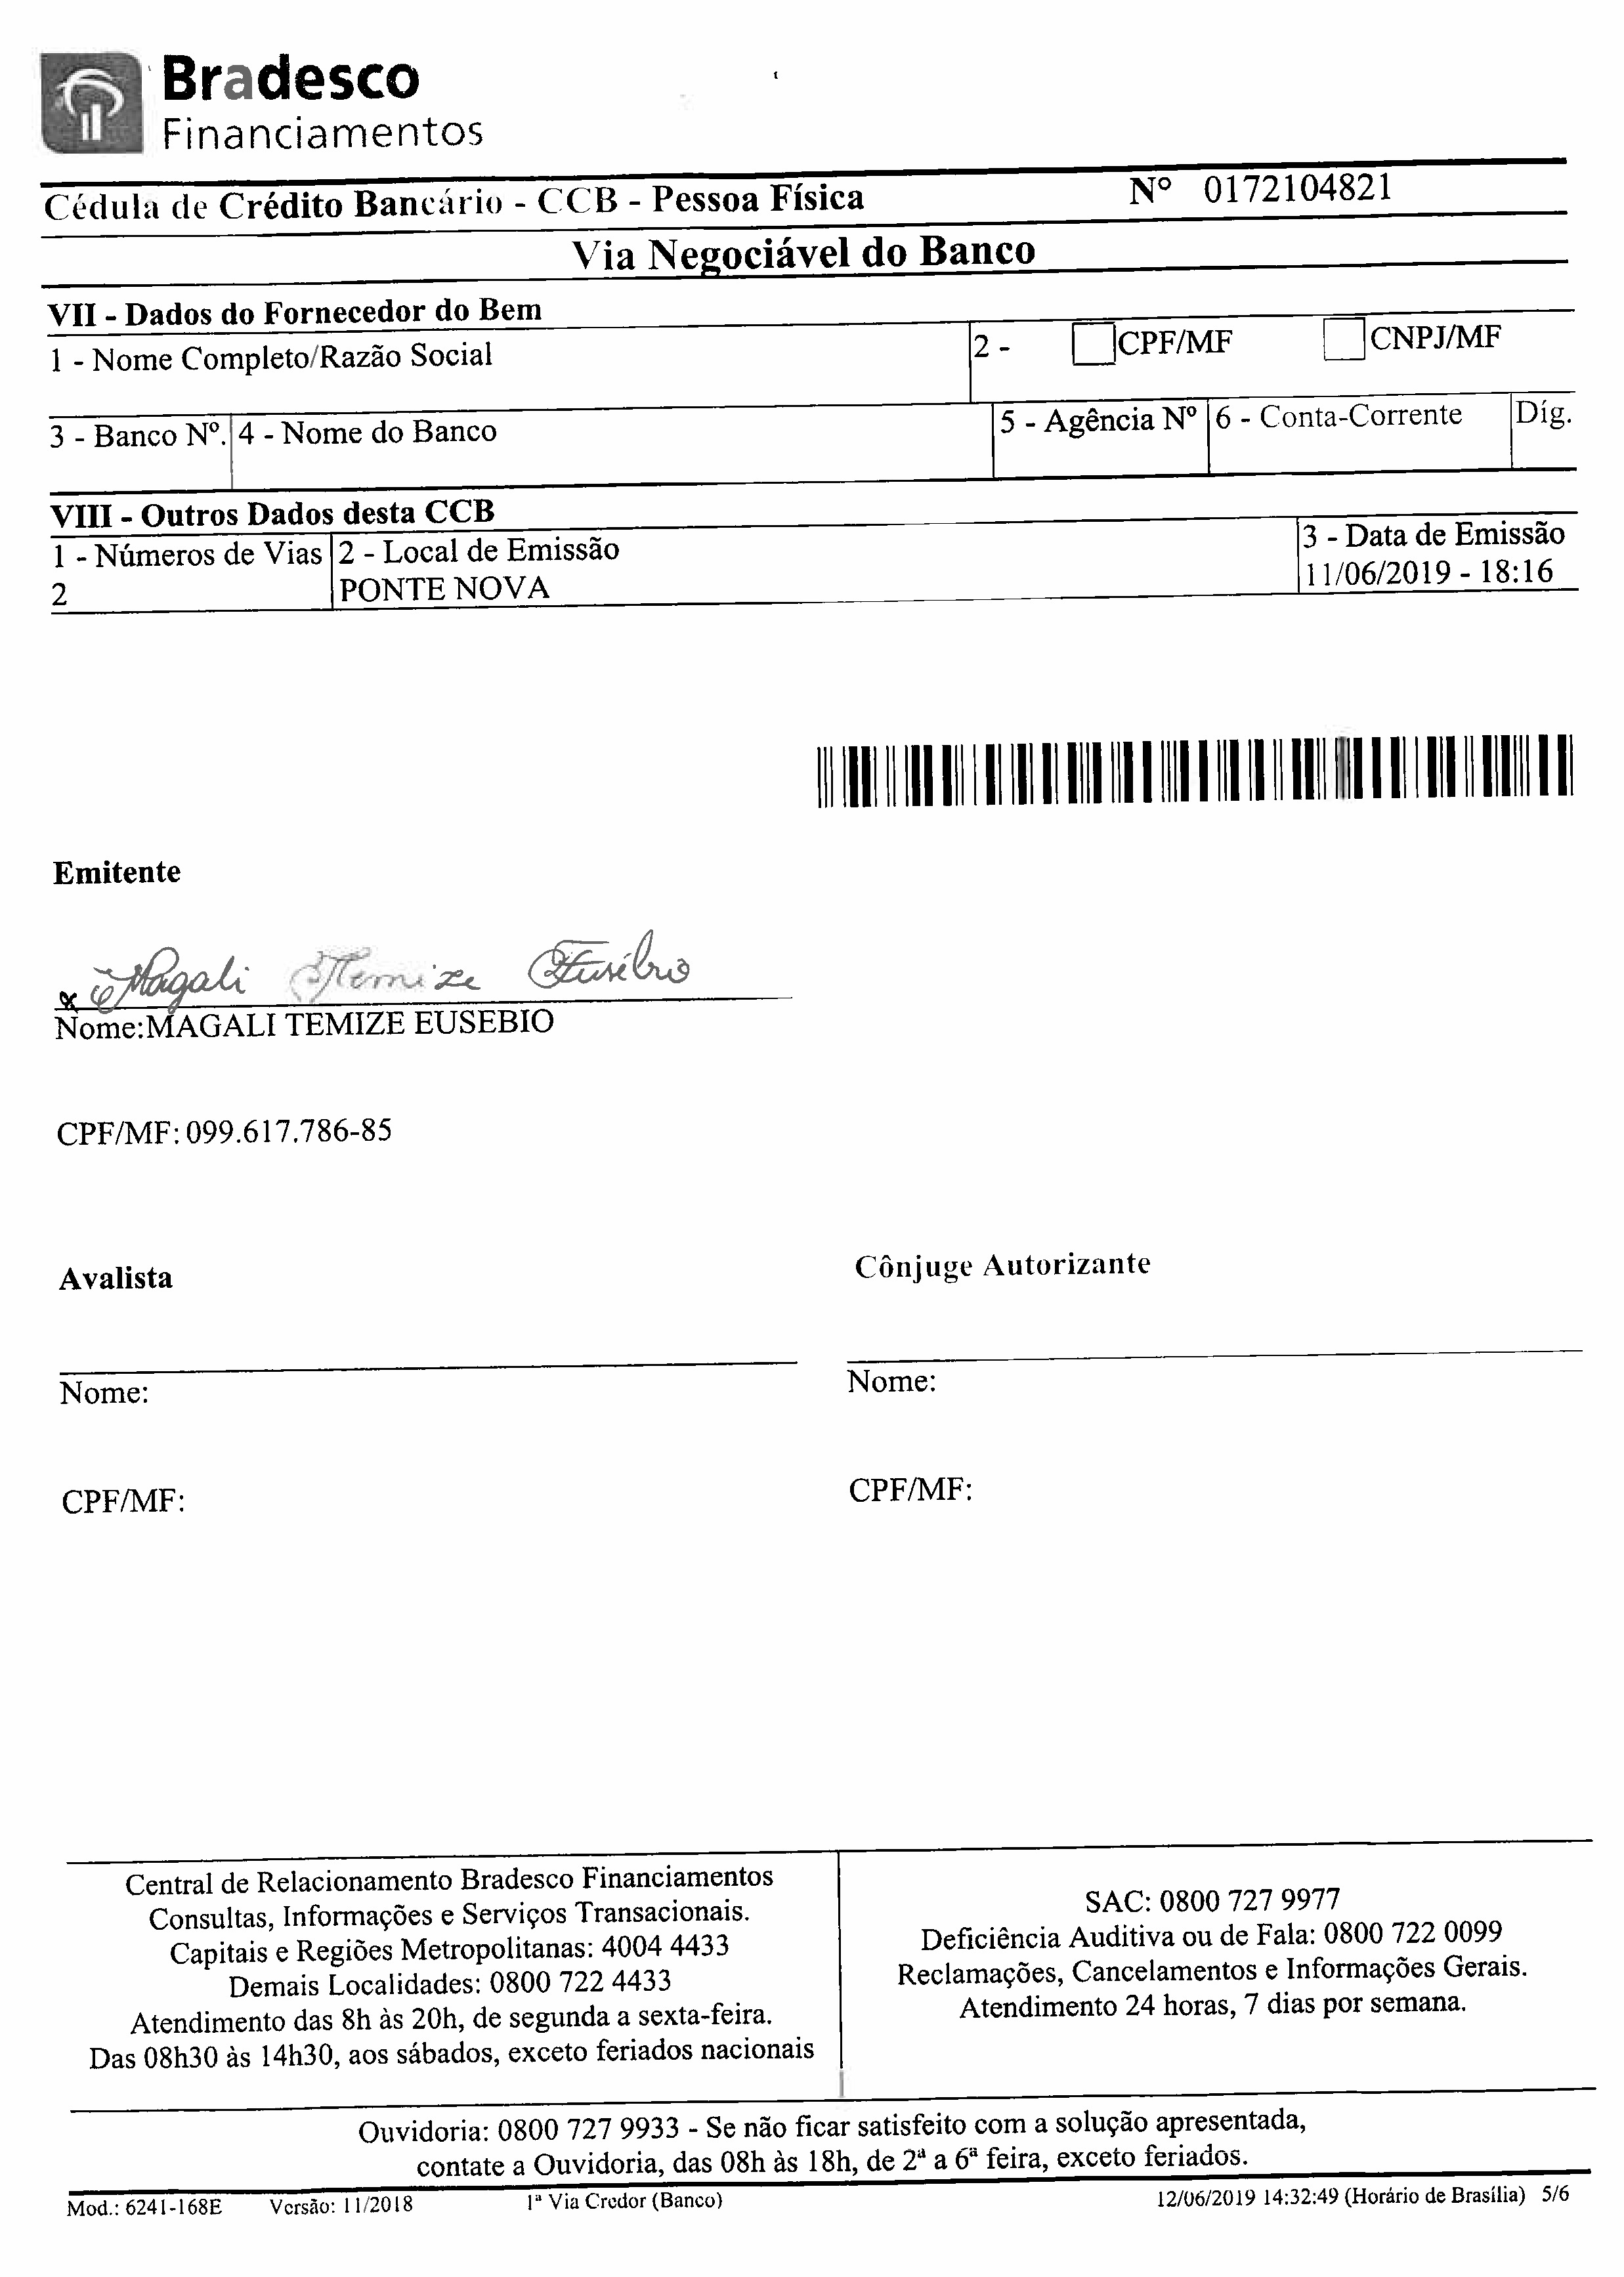 Bradesco
Financiamentos
Cédula de Crédito Bancário - CCB - Pessoa Física Nº 0172104821
Via Negociável do Banco
VII - Dados do Fornecedor do Bem
1 - Nome Completo/Razão Social 2 - CPF/MF CNPJ/MF
3 - Banco Nº. 4 - Nome do Banco 5 - Agência Nº 6 - Conta-Corrente Díg.
VIII - Outros Dados desta CCB
1 - Números de Vias 2 - Local de Emissão 3 - Data de Emissão
2 PONTE NOVA 11/06/2019 - 18:16
Emitente
x Magali Temize Eusébio
Nome:MAGALI TEMIZE EUSEBIO
CPF/MF: 099.617.786-85
Avalista Cônjuge Autorizante
Nome: Nome:
CPF/MF: CPF/MF:
Central de Relacionamento Bradesco Financiamentos
Consultas, Informações e Serviços Transacionais.
Capitais e Regiões Metropolitanas: 4004 4433
Demais Localidades: 0800 722 4433
Atendimento das 8h às 20h, de segunda a sexta-feira.
Das 08h30 às 14h30, aos sábados, exceto feriados nacionais
SAC: 0800 727 9977
Deficiência Auditiva ou de Fala: 0800 722 0099
Reclamações, Cancelamentos e Informações Gerais.
Atendimento 24 horas, 7 dias por semana.
Ouvidoria: 0800 727 9933 - Se não ficar satisfeito com a solução apresentada,
contate a Ouvidoria, das 08h às 18h, de 2ª a 6ª feira, exceto feriados.
Mod.: 6241-168E Versão: 11/2018 1ª Via Credor (Banco) 12/06/2019 14:32:49 (Horário de Brasília) 5/6